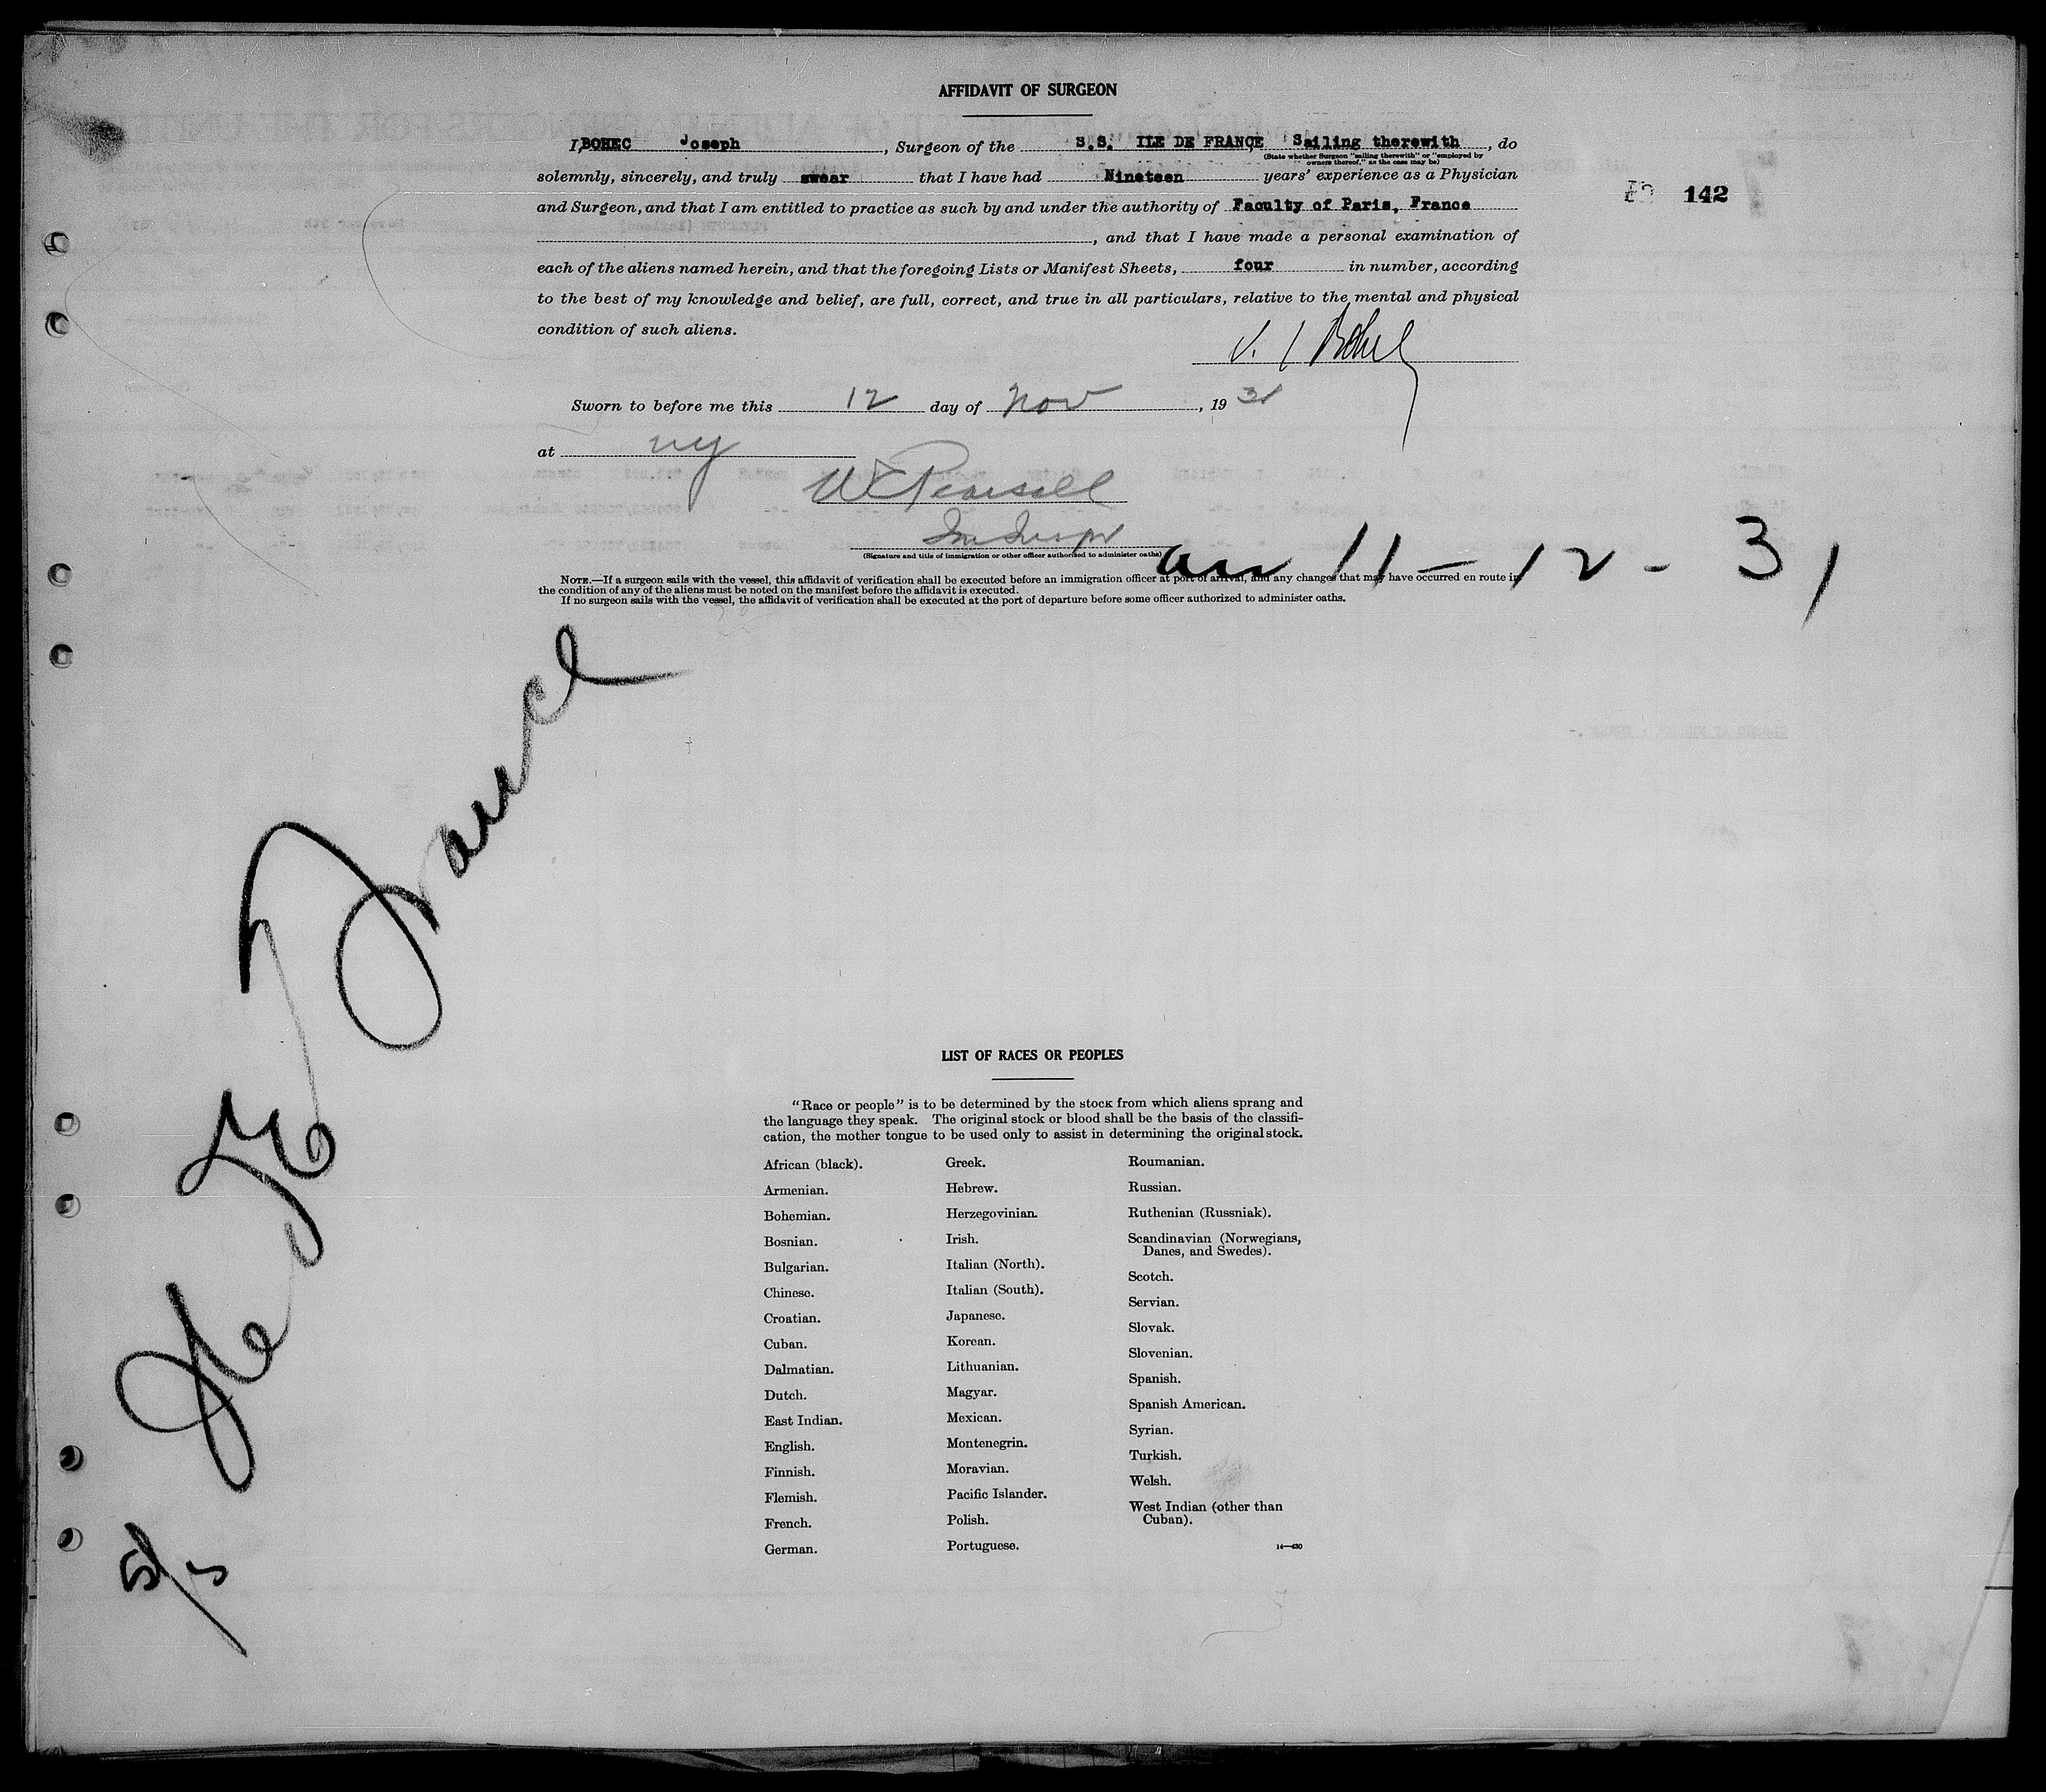 AFFIDAVIT OF SURGEON
I, BOHEC Joseph, Surgeon of the S.S. ILE DE FRANCE Sailing therewith, do
(State whether Surgeon "sailing therewith" or "employed by
owners thereof," as the case may be)
solemnly, sincerely, and truly swear that I have had Nineteen years' experience as a Physician
and Surgeon, and that I am entitled to practice as such by and under the authority of Faculty of Paris, France
, and that I have made a personal examination of
each of the aliens named herein, and that the foregoing Lists or Manifest Sheets, four in number, according
to the best of my knowledge and belief, are full, correct, and true in all particulars, relative to the mental and physical
condition of such aliens.
142
J. Bohec
Sworn to before me this 12 day of Nov, 1931
at ny
W Pearsall
Im Inspr
(Signature and title of immigration or other officer authorized to administer oaths)
arr 11-12-31
NOTE.—If a surgeon sails with the vessel, this affidavit of verification shall be executed before an immigration officer at port of arrival, and any changes that may have occurred en route in
the condition of any of the aliens must be noted on the manifest before the affidavit is executed.
If no surgeon sails with the vessel, the affidavit of verification shall be executed at the port of departure before some officer authorized to administer oaths.
Ile de France
5/5
LIST OF RACES OR PEOPLES
"Race or people" is to be determined by the stock from which aliens sprang and
the language they speak. The original stock or blood shall be the basis of the classifi-
cation, the mother tongue to be used only to assist in determining the original stock.
African (black).
Armenian.
Bohemian.
Bosnian.
Bulgarian.
Chinese.
Croatian.
Cuban.
Dalmatian.
Dutch.
East Indian.
English.
Finnish.
Flemish.
French.
German.
Greek.
Hebrew.
Herzegovinian.
Irish.
Italian (North).
Italian (South).
Japanese.
Korean.
Lithuanian.
Magyar.
Mexican.
Montenegrin.
Moravian.
Pacific Islander.
Polish.
Portuguese.
Roumanian.
Russian.
Ruthenian (Russniak).
Scandinavian (Norwegians,
Danes, and Swedes).
Scotch.
Servian.
Slovak.
Slovenian.
Spanish.
Spanish American.
Syrian.
Turkish.
Welsh.
West Indian (other than
Cuban).
14—430